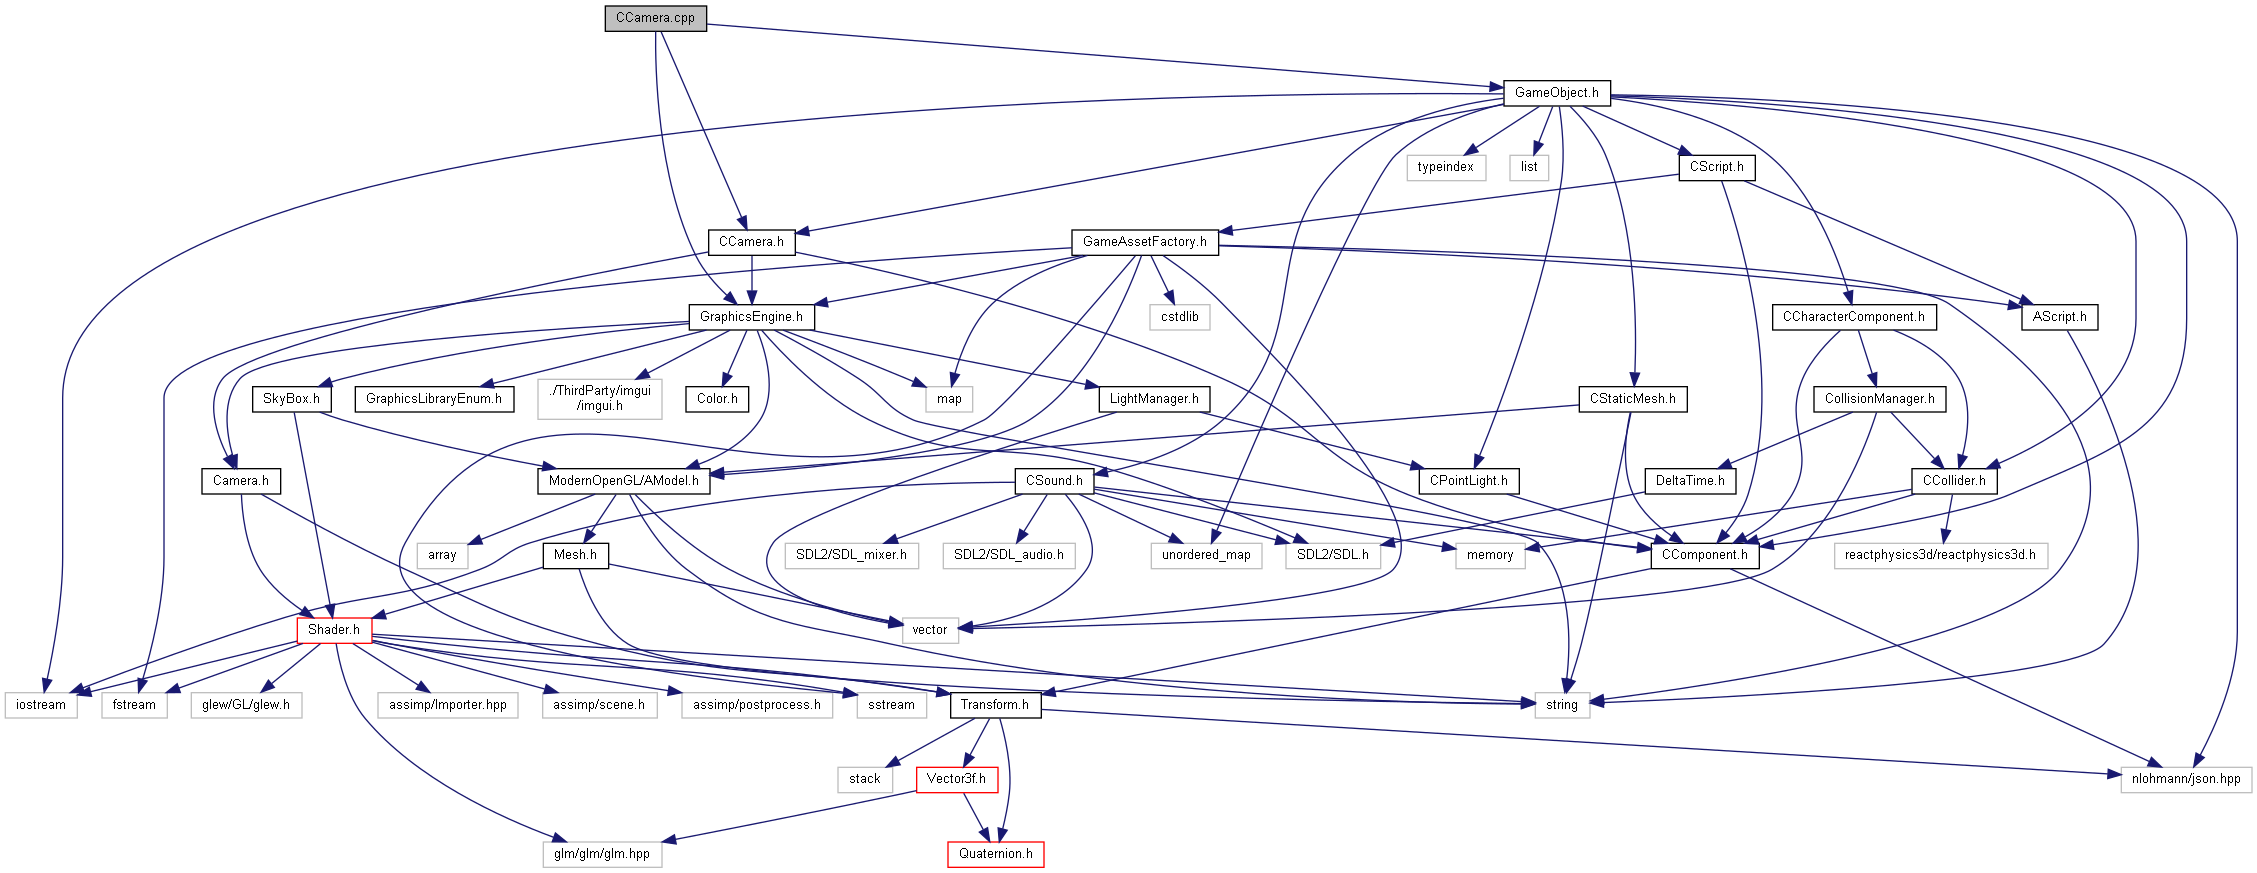 CCamera.cpp
GameObject.h
typeindex
list
CScript.h
CCamera.h
GameAssetFactory.h
GraphicsEngine.h
cstdlib
CCharacterComponent.h
AScript.h
SkyBox.h
GraphicsLibraryEnum.h
./ThirdParty/imgui
/imgui.h
Color.h
map
LightManager.h
CStaticMesh.h
CollisionManager.h
Camera.h
ModernOpenGL/AModel.h
CSound.h
CPointLight.h
DeltaTime.h
CCollider.h
array
Mesh.h
SDL2/SDL_mixer.h
SDL2/SDL_audio.h
unordered_map
SDL2/SDL.h
memory
CComponent.h
reactphysics3d/reactphysics3d.h
Shader.h
vector
iostream
fstream
glew/GL/glew.h
assimp/Importer.hpp
assimp/scene.h
assimp/postprocess.h
sstream
Transform.h
string
stack
Vector3f.h
nlohmann/json.hpp
glm/glm/glm.hpp
Quaternion.h